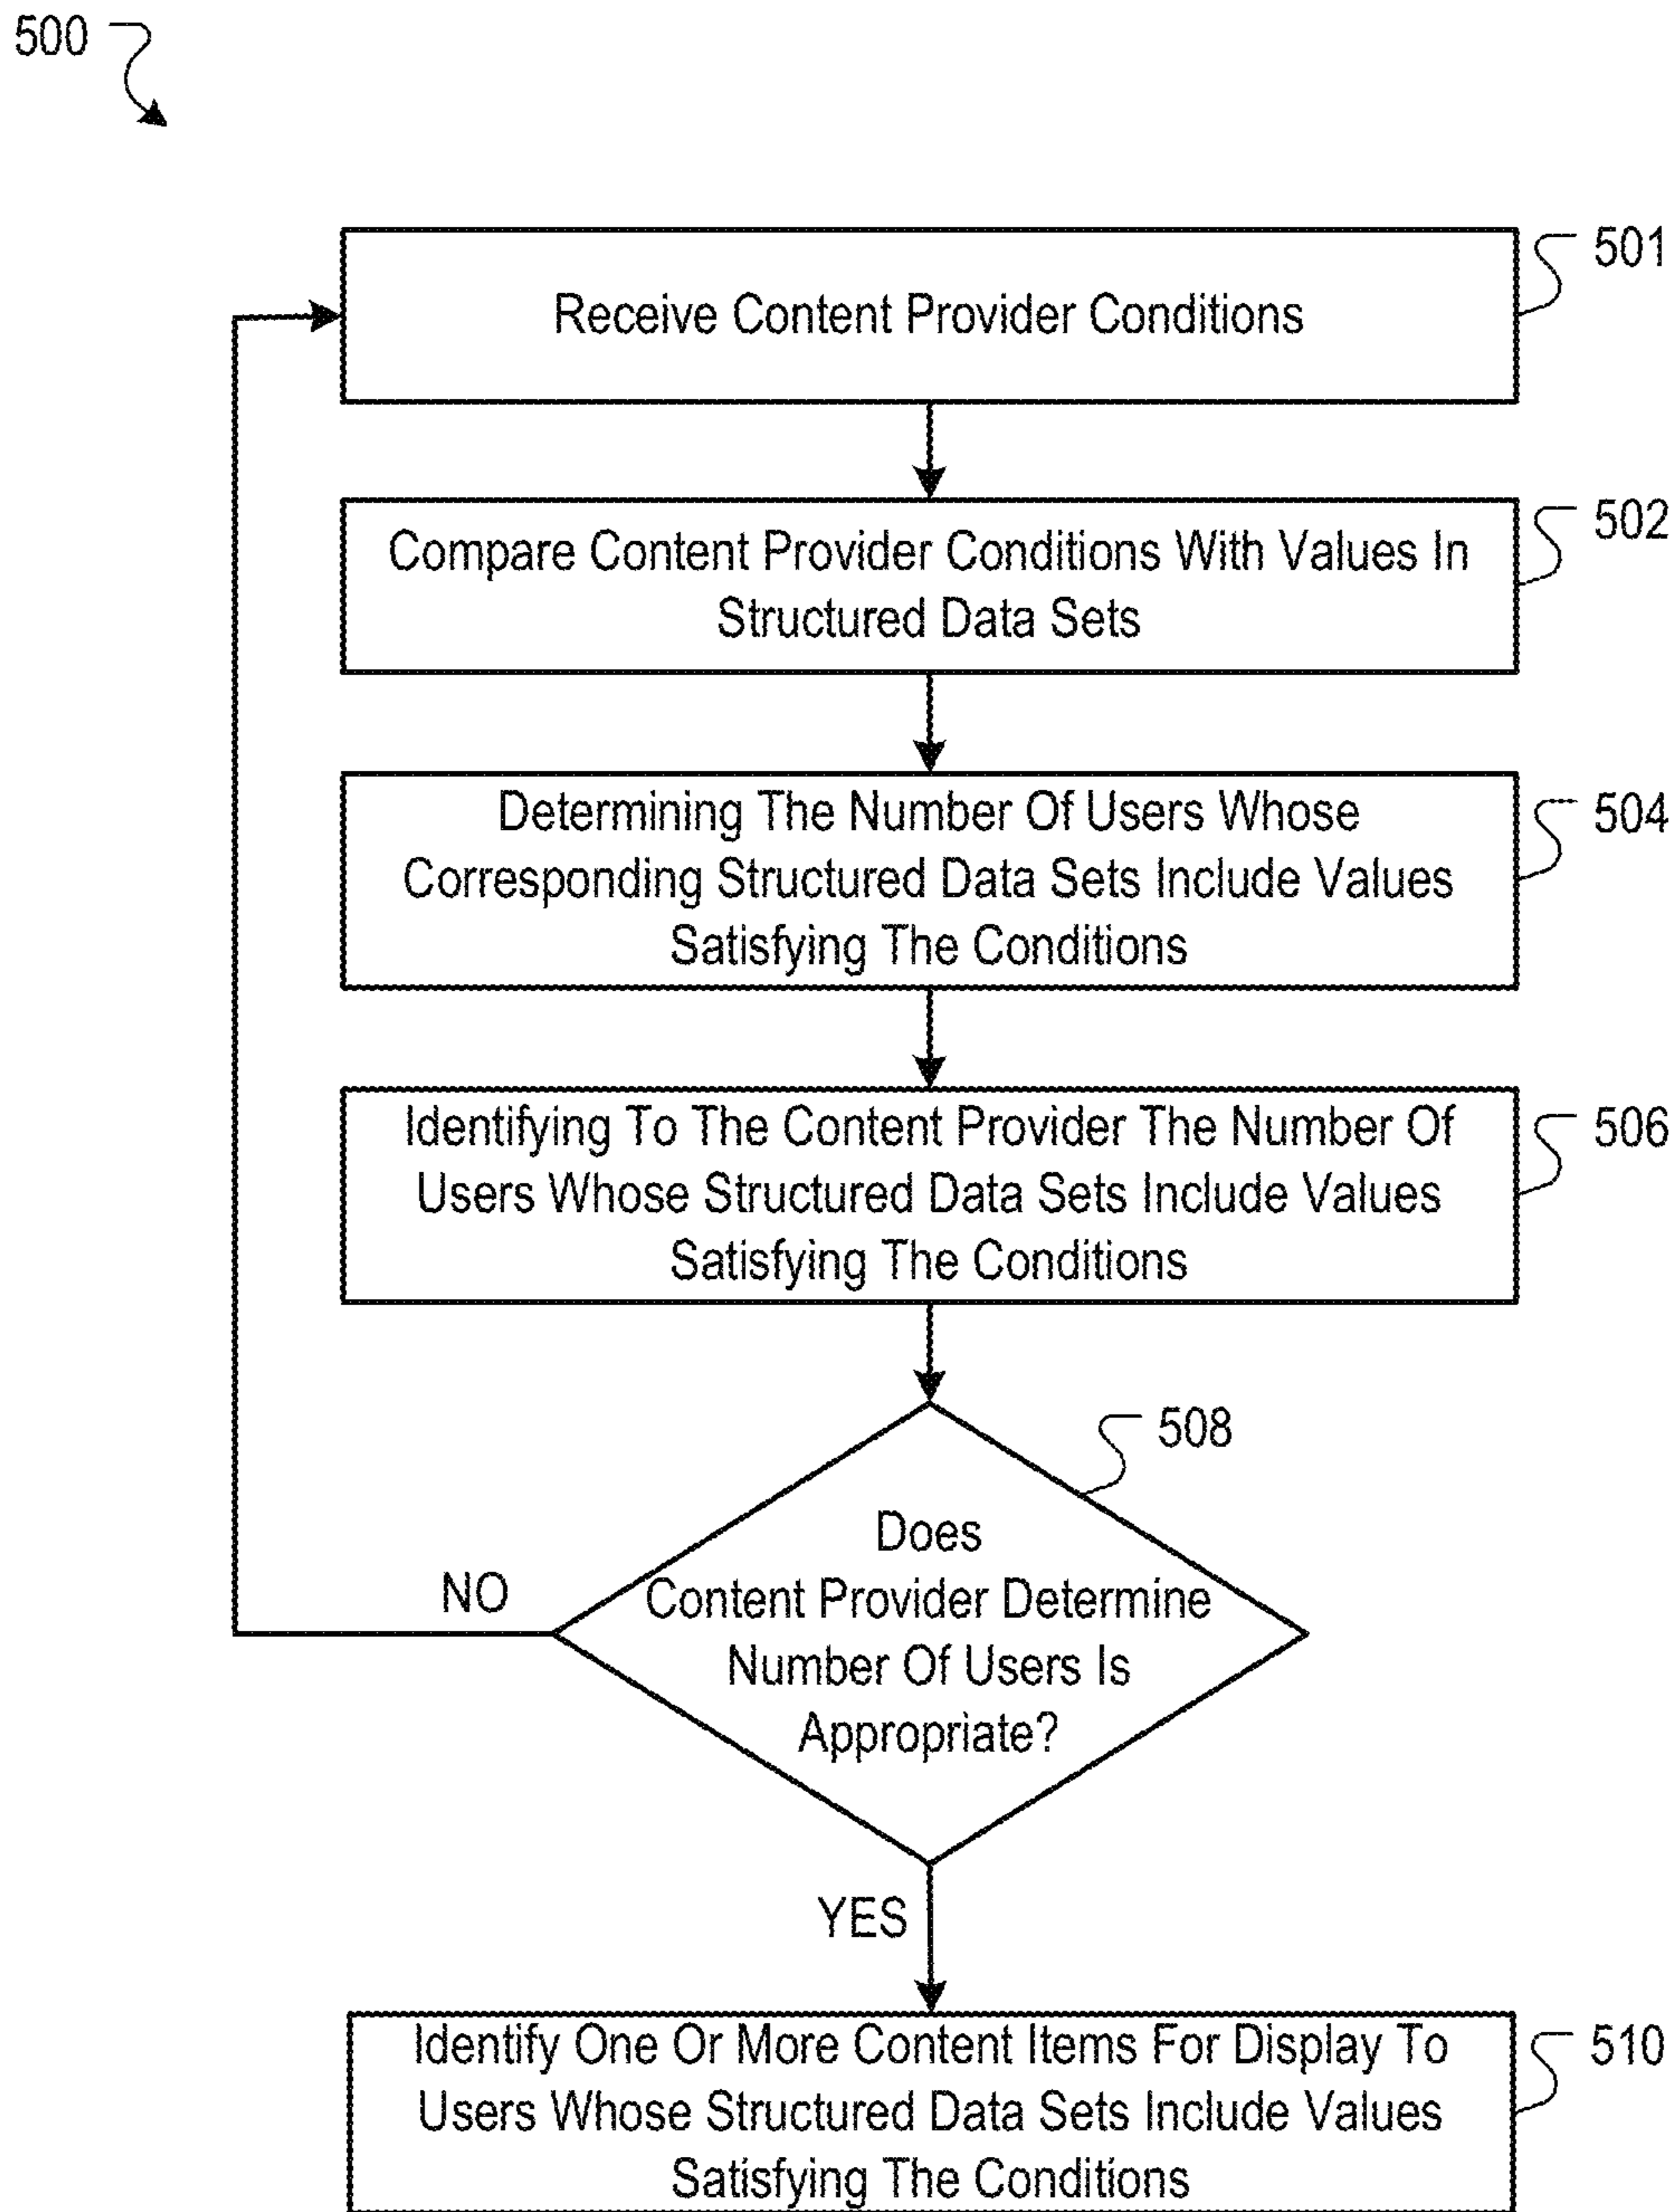 500
501
Receive Content Provider Conditions
502
Compare Content Provider Conditions With Values In
Structured Data Sets
504
Determining The Number Of Users Whose
Corresponding Structured Data Sets Include Values
Satisfying The Conditions
506
Identifying To The Content Provider The Number Of
Users Whose Structured Data Sets Include Values
Satisfying The Conditions
508
Does
Content Provider Determine
Number Of Users Is
Appropriate?
NO
YES
510
Identify One Or More Content Items For Display To
Users Whose Structured Data Sets Include Values
Satisfying The Conditions